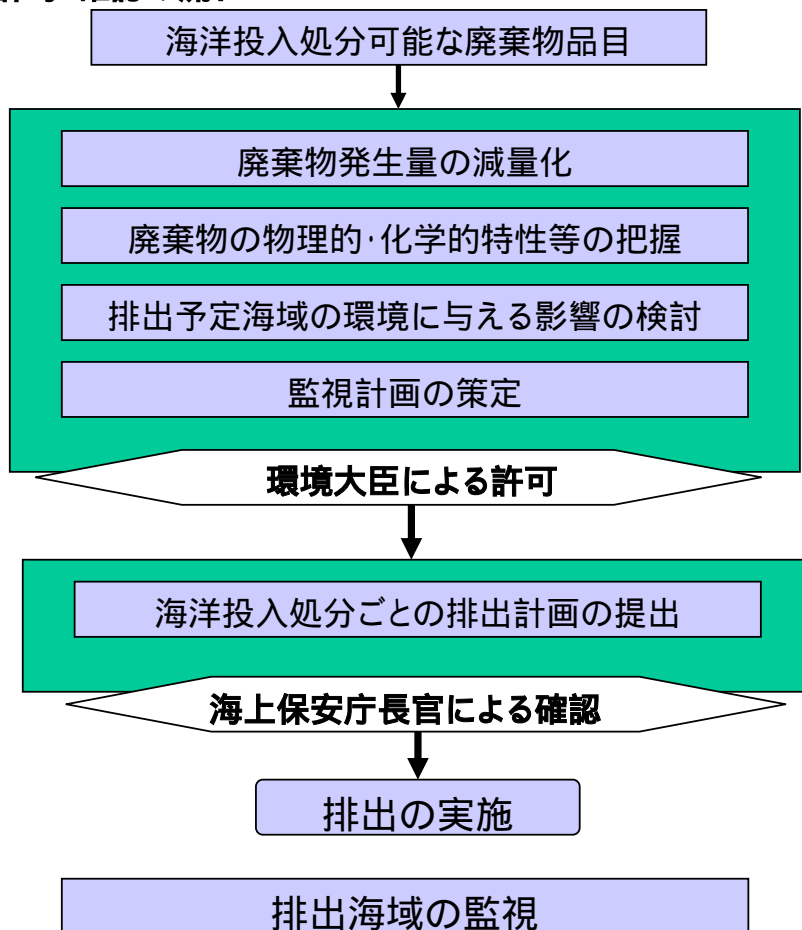 海洋投入処分可能な廃棄物品目
廃棄物発生量の減量化
廃棄物の物理的・化学的特性等の把握
排出予定海域の環境に与える影響の検討
監視計画の策定
環境大臣による許可
海洋投入処分ごとの排出計画の提出
海上保安庁長官による確認
排出の実施
排出海域の監視